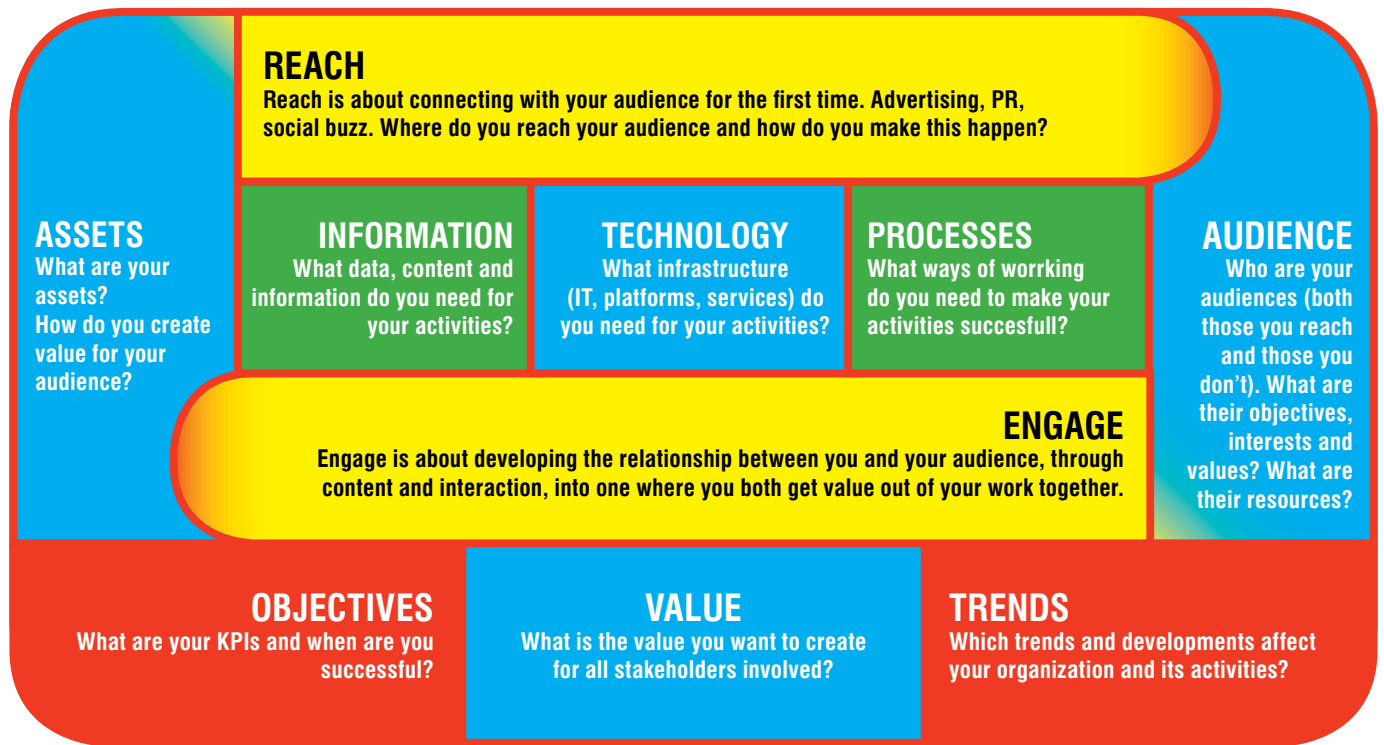 REACH
Reach is about connecting with your audience for the first time. Advertising, PR,
social buzz. Where do you reach your audience and how do you make this happen?
ASSETS
What are your
assets?
How do you create
value for your
audience?
INFORMATION
What data, content and
information do you need for
your activities?
TECHNOLOGY
What infrastructure
(IT, platforms, services) do
you need for your activities?
PROCESSES
What ways of worrking
do you need to make your
activities succesfull?
AUDIENCE
Who are your
audiences (both
those you reach
and those you
don't). What are
their objectives,
interests and
values? What are
their resources?
ENGAGE
Engage is about developing the relationship between you and your audience, through
content and interaction, into one where you both get value out of your work together.
OBJECTIVES
What are your KPIs and when are you
successful?
VALUE
What is the value you want to create
for all stakeholders involved?
TRENDS
Which trends and developments affect
your organization and its activities?